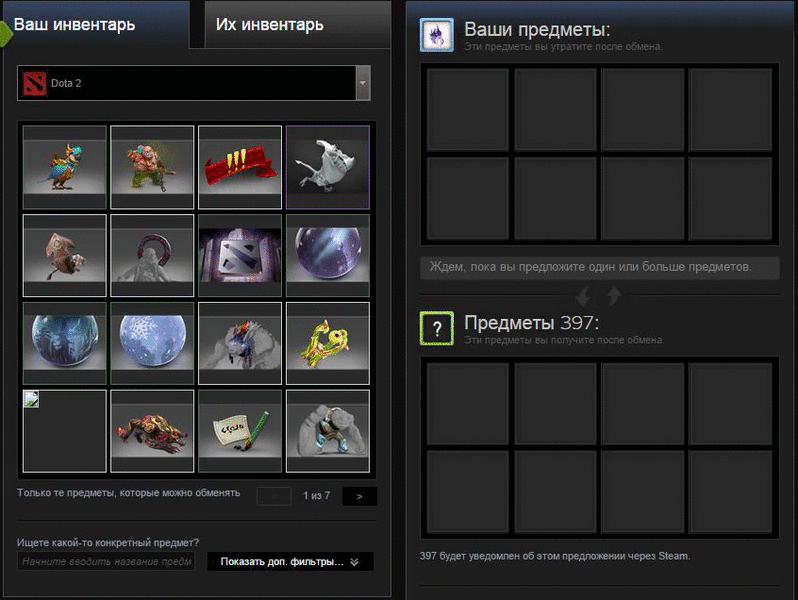 Ваш инвентарь
Их инвентарь
Dota 2
Только те предметы, которые можно обменять
<
1 из 7
>
Ищете какой-то конкретный предмет?
Начните вводить название предм
Показать доп. фильтры...
Ваши предметы:
Эти предметы вы утратите после обмена.
Ждем, пока вы предложите один или больше предметов.
?
Предметы 397:
Эти предметы вы получите после обмена.
397 будет уведомлен об этом предложении через Steam.